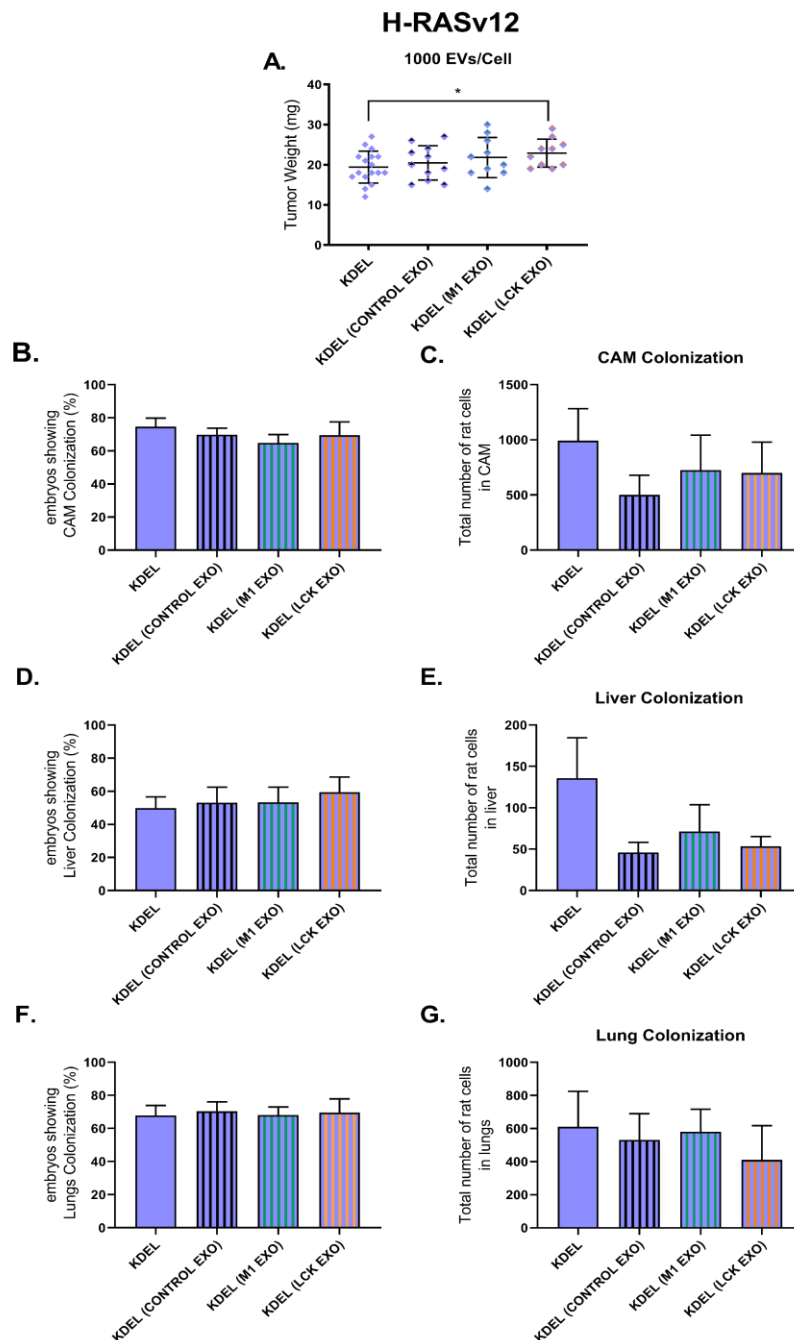 H-RASv12
A.
1000 EVs/Cell
*
Tumor Weight (mg)
40
30
20
10
0
KDEL
KDEL (CONTROL EXO)
KDEL (M1 EXO)
KDEL (LCK EXO)
B.
embryos showing
CAM Colonization (%)
100
80
60
40
20
0
KDEL
KDEL (CONTROL EXO)
KDEL (M1 EXO)
KDEL (LCK EXO)
C.
CAM Colonization
Total number of rat cells
in CAM
1500
1000
500
0
KDEL
KDEL (CONTROL EXO)
KDEL (M1 EXO)
KDEL (LCK EXO)
D.
embryos showing
Liver Colonization (%)
100
80
60
40
20
0
KDEL
KDEL (CONTROL EXO)
KDEL (M1 EXO)
KDEL (LCK EXO)
E.
Liver Colonization
Total number of rat cells
in liver
200
150
100
50
0
KDEL
KDEL (CONTROL EXO)
KDEL (M1 EXO)
KDEL (LCK EXO)
F.
embryos showing
Lungs Colonization (%)
100
80
60
40
20
0
KDEL
KDEL (CONTROL EXO)
KDEL (M1 EXO)
KDEL (LCK EXO)
G.
Lung Colonization
Total number of rat cells
in lungs
1000
800
600
400
200
0
KDEL
KDEL (CONTROL EXO)
KDEL (M1 EXO)
KDEL (LCK EXO)